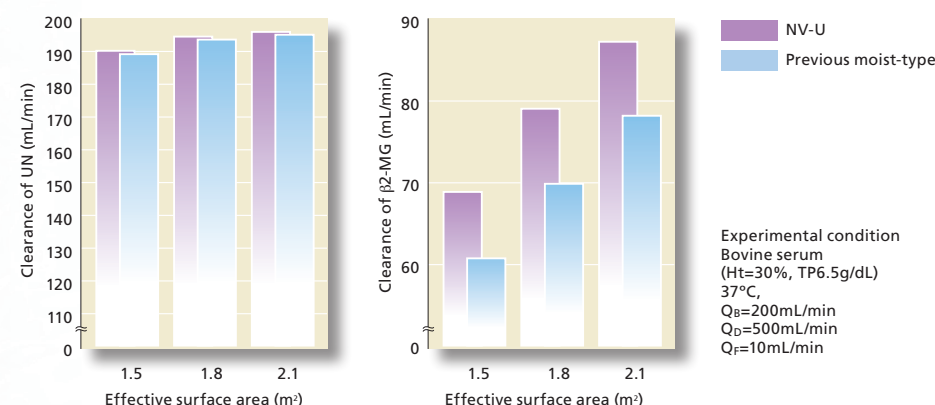 200
190
180
170
160
150
140
130
120
110
0
Clearance of UN (mL/min)
1.5 1.8 2.1
Effective surface area (m²)
90
80
70
60
0
Clearance of β2-MG (mL/min)
1.5 1.8 2.1
Effective surface area (m²)
NV-U
Previous moist-type
Experimental condition
Bovine serum
(Ht=30%, TP6.5g/dL)
37°C,
QB=200mL/min
QD=500mL/min
QF=10mL/min